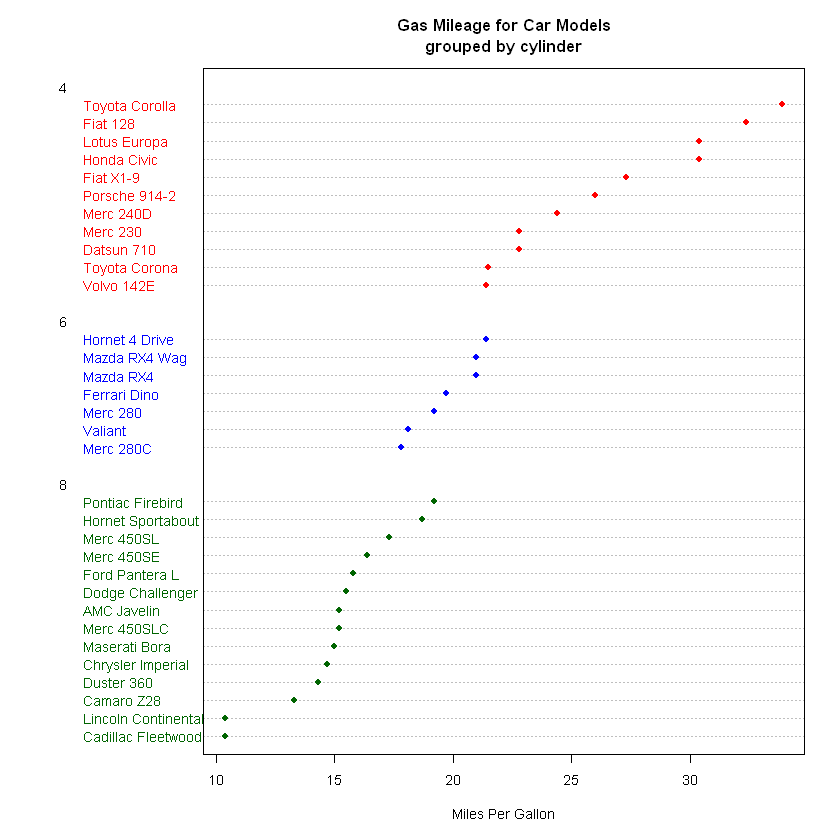 Gas Mileage for Car Models
grouped by cylinder
4
Toyota Corolla
Fiat 128
Lotus Europa
Honda Civic
Fiat X1-9
Porsche 914-2
Merc 240D
Merc 230
Datsun 710
Toyota Corona
Volvo 142E
6
Hornet 4 Drive
Mazda RX4 Wag
Mazda RX4
Ferrari Dino
Merc 280
Valiant
Merc 280C
8
Pontiac Firebird
Hornet Sportabout
Merc 450SL
Merc 450SE
Ford Pantera L
Dodge Challenger
AMC Javelin
Merc 450SLC
Maserati Bora
Chrysler Imperial
Duster 360
Camaro Z28
Lincoln Continental
Cadillac Fleetwood
10 15 20 25 30
Miles Per Gallon